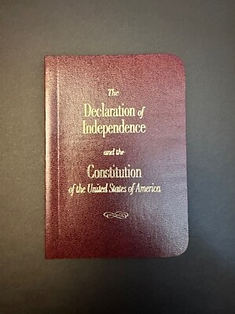 The
Declaration of
Independence
and the
Constitution
of the United States of America